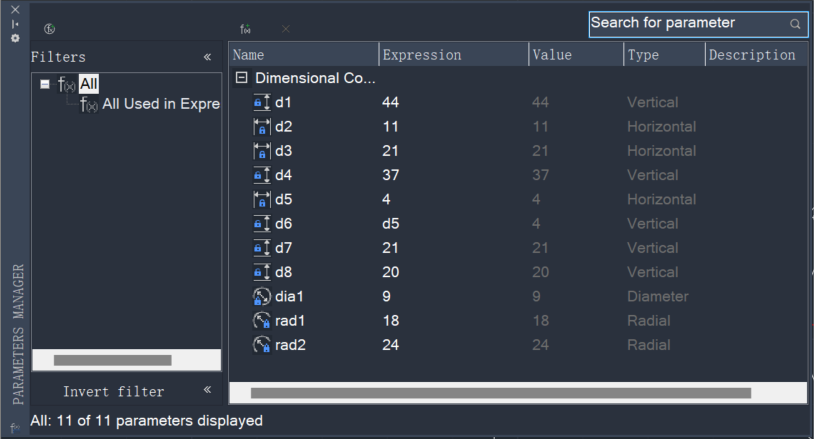 Search for parameter
Filters «
Name Expression Value Type Description
All
All Used in Expre
Dimensional Co...
d1 44 44 Vertical
d2 11 11 Horizontal
d3 21 21 Horizontal
d4 37 37 Vertical
d5 4 4 Horizontal
d6 d5 4 Vertical
d7 21 21 Vertical
d8 20 20 Vertical
dia1 9 9 Diameter
rad1 18 18 Radial
rad2 24 24 Radial
Invert filter «
All: 11 of 11 parameters displayed
PARAMETERS MANAGER